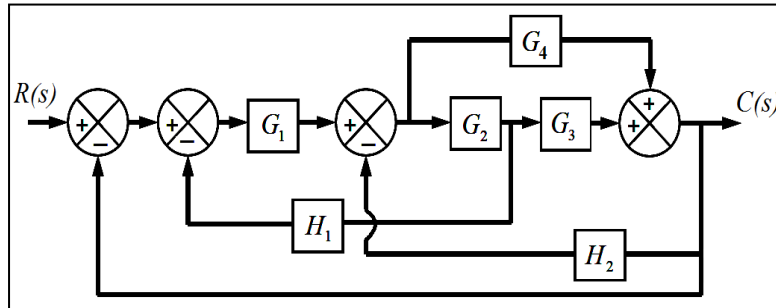 G₄
R(s)
C(s)
+
+
+
+
+
G₁
G₂
G₃
−
−
−
H₁
H₂